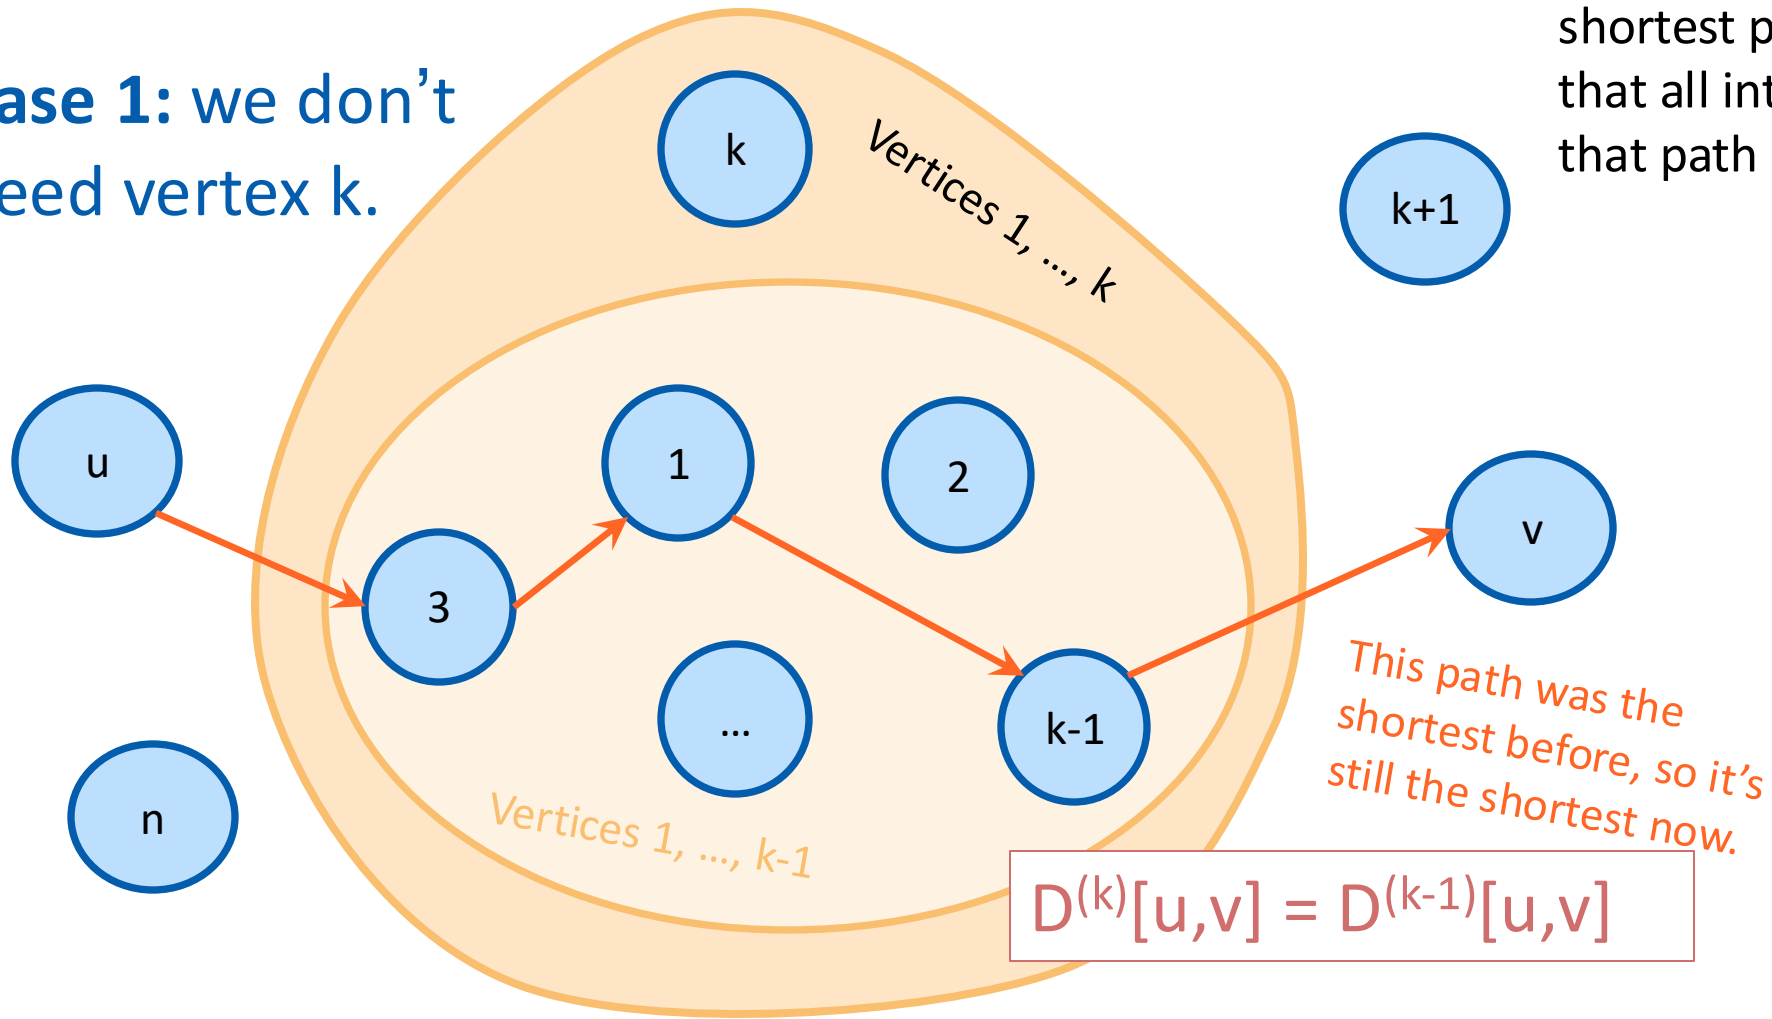 ase 1: we don’t
eed vertex k.
shortest p
that all int
that path
k
Vertices 1, …, k
k+1
u
1
2
v
3
…
k-1
n
Vertices 1, …, k-1
This path was the
shortest before, so it’s
still the shortest now.
D(k)[u,v] = D(k-1)[u,v]